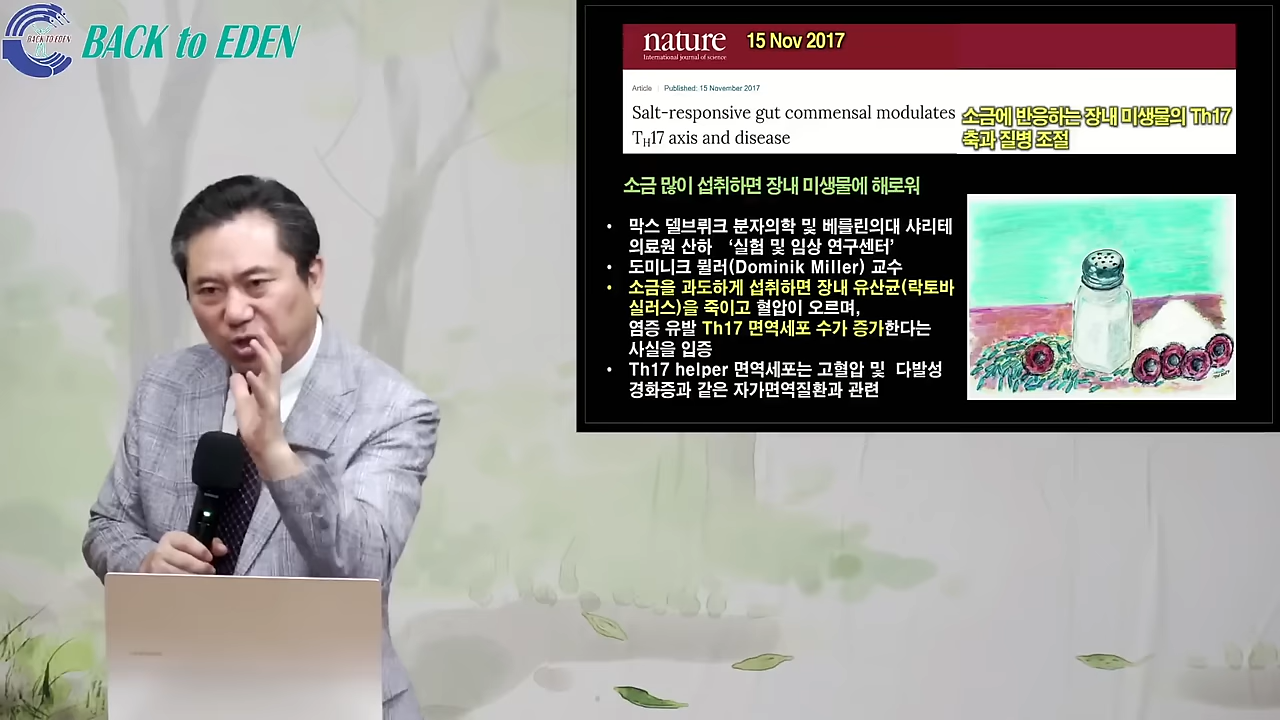 BACK TO EDEN
BACK to EDEN
nature
International journal of science
15 Nov 2017
Article | Published: 15 November 2017
Salt-responsive gut commensal modulates
TH17 axis and disease
소금에 반응하는 장내 미생물의 Th17
축과 질병 조절
소금 많이 섭취하면 장내 미생물에 해로워
• 막스 델브뤼크 분자의학 및 베를린의대 샤리테
의료원 산하 ‘실험 및 임상 연구센터’
• 도미니크 뮐러(Dominik Miller) 교수
• 소금을 과도하게 섭취하면 장내 유산균(락토바
실러스)을 죽이고 혈압이 오르며,
염증 유발 Th17 면역세포 수가 증가한다는
사실을 입증
• Th17 helper 면역세포는 고혈압 및 다발성
경화증과 같은 자가면역질환과 관련